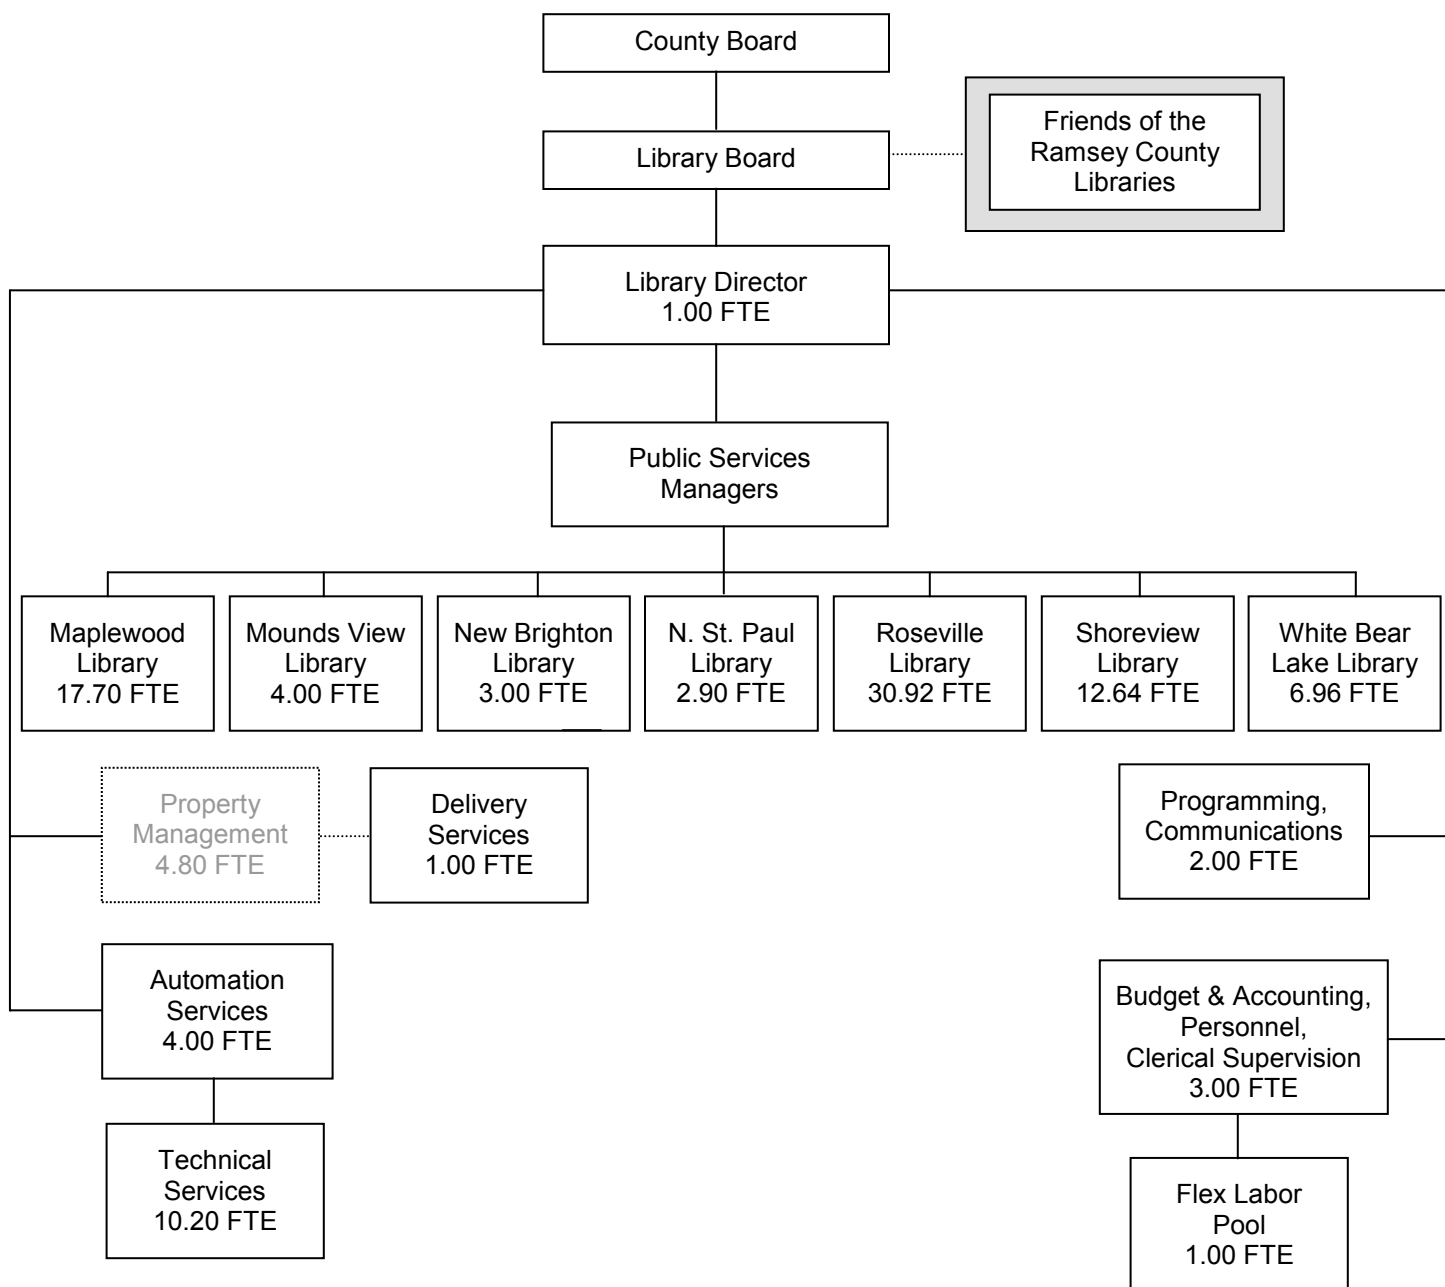 County Board
Library Board
Friends of the
Ramsey County
Libraries
Library Director
1.00 FTE
Public Services
Managers
Maplewood
Library
17.70 FTE
Mounds View
Library
4.00 FTE
New Brighton
Library
3.00 FTE
N. St. Paul
Library
2.90 FTE
Roseville
Library
30.92 FTE
Shoreview
Library
12.64 FTE
White Bear
Lake Library
6.96 FTE
Property
Management
4.80 FTE
Delivery
Services
1.00 FTE
Programming,
Communications
2.00 FTE
Automation
Services
4.00 FTE
Budget & Accounting,
Personnel,
Clerical Supervision
3.00 FTE
Technical
Services
10.20 FTE
Flex Labor
Pool
1.00 FTE